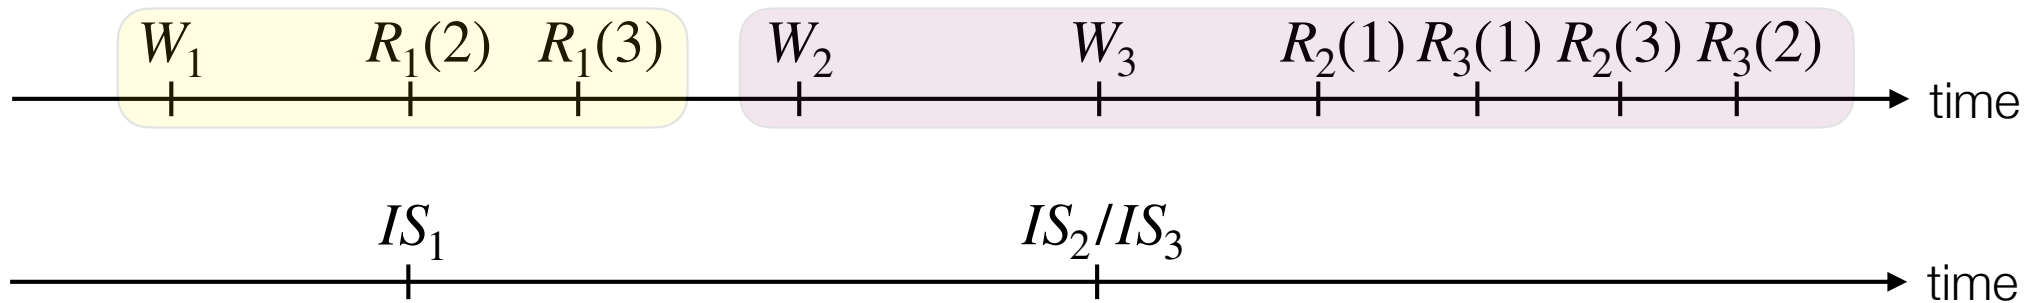 W₁ R₁(2) R₁(3) W₂ W₃ R₂(1) R₃(1) R₂(3) R₃(2)
time
IS₁ IS₂/IS₃
time